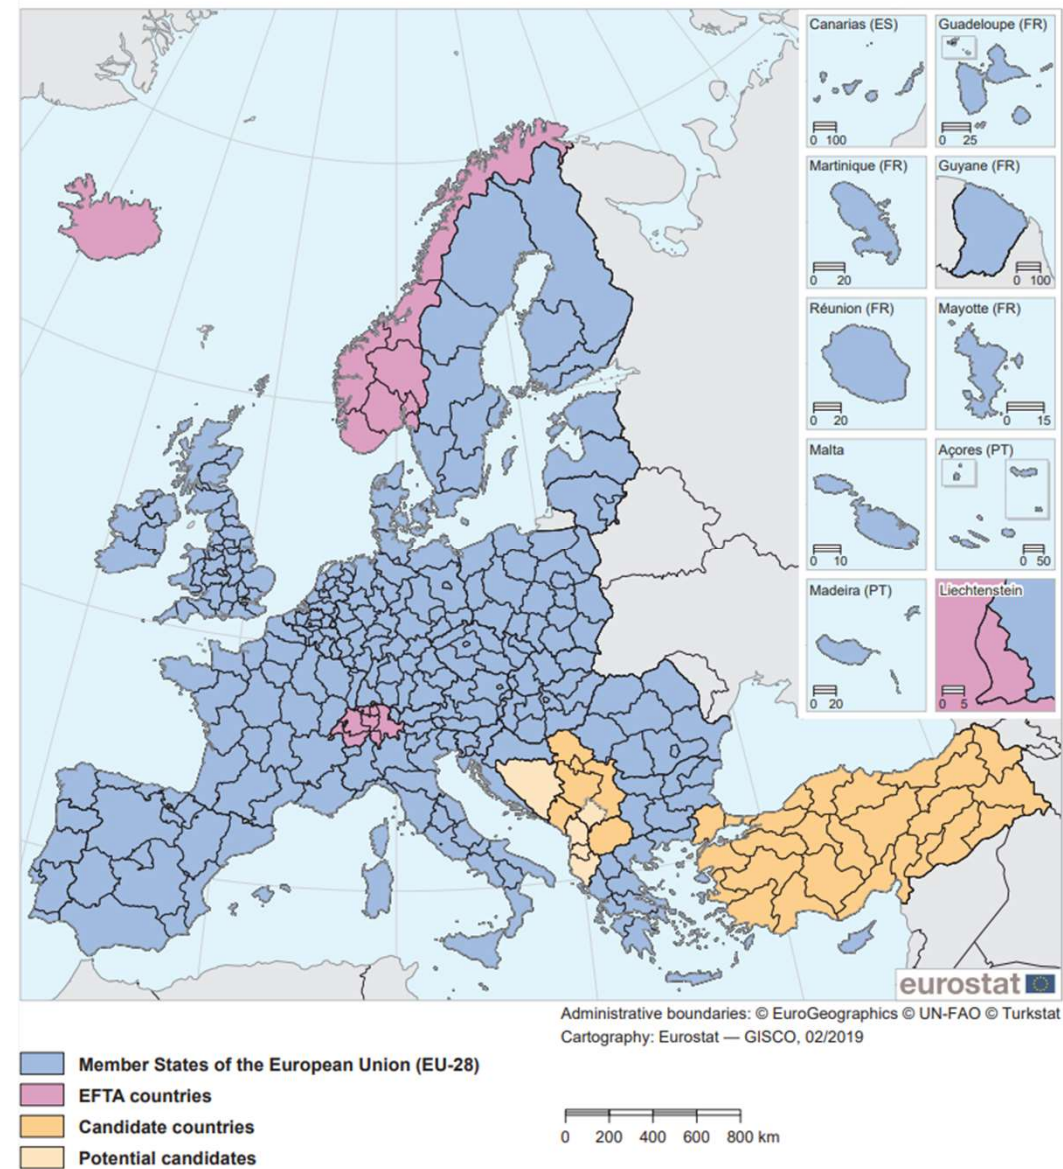 Canarias (ES)
0 100
Guadeloupe (FR)
0 25
Martinique (FR)
0 20
Guyane (FR)
0 100
Réunion (FR)
0 20
Mayotte (FR)
0 15
Malta
0 10
Açores (PT)
0 50
Madeira (PT)
0 20
Liechtenstein
0 5
eurostat
Administrative boundaries: © EuroGeographics © UN-FAO © Turkstat
Cartography: Eurostat — GISCO, 02/2019
Member States of the European Union (EU-28)
EFTA countries
Candidate countries
Potential candidates
0 200 400 600 800 km